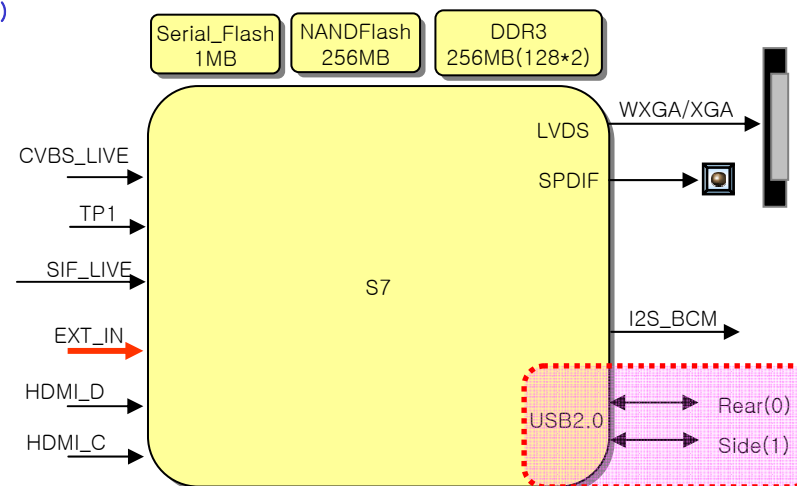 )
Serial_Flash
1MB
NANDFlash
256MB
DDR3
256MB(128*2)
LVDS
WXGA/XGA
CVBS_LIVE
SPDIF
TP1
SIF_LIVE
S7
EXT_IN
I2S_BCM
HDMI_D
HDMI_C
USB2.0
Rear(0)
Side(1)